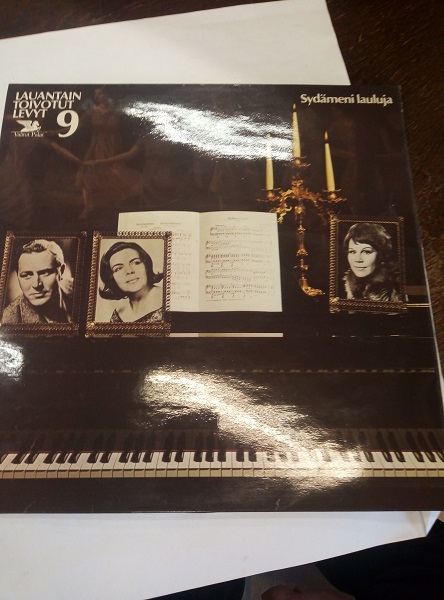 LAUANTAIN
TOIVOTUT
LEVYT
9
Valitut Palat
Sydämeni lauluja